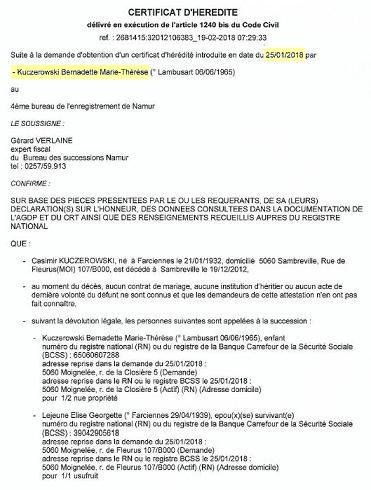 CERTIFICAT D'HEREDITE
délivré en exécution de l'article 1240 bis du Code Civil
ref. : 2681415:32012106383_19-02-2018 07:29:33
Suite à la demande d'obtention d'un certificat d'hérédité introduite en date du 25/01/2018 par
- Kuczerowski Bernadette Marie-Thérèse (° Lambusart 06/06/1965)
au
4ème bureau de l'enregistrement de Namur
LE SOUSSIGNE :
Gérard VERLAINE
expert fiscal
du Bureau des successions Namur
tel : 0257/59.913
CONFIRME :
SUR BASE DES PIECES PRESENTEES PAR LE OU LES REQUERANTS, DE SA (LEURS)
DECLARATION(S) SUR L'HONNEUR, DES DONNEES CONSULTEES DANS LA DOCUMENTATION DE
L'AGDP ET DU CRT AINSI QUE DES RENSEIGNEMENTS RECUEILLIS AUPRES DU REGISTRE
NATIONAL
QUE :
- Casimir KUCZEROWSKI, né à Farciennes le 21/01/1932, domicilié 5060 Sambreville, Rue de
Fleurus(MOI) 107/B000, est décédé à Sambreville le 19/12/2012,
- au moment du décès, aucun contrat de mariage, aucune institution d'héritier ou aucun acte de
dernière volonté du défunt ne sont connus et que les demandeurs de cette attestation n'en ont pas
fait connaître,
- suivant la dévolution légale, les personnes suivantes sont appelées à la succession :
- Kuczerowski Bernadette Marie-Thérèse (° Lambusart 06/06/1965), enfant
numéro du registre national (RN) ou du registre de la Banque Carrefour de la Sécurité Sociale
(BCSS) : 65060607288
adresse reprise dans la demande du 25/01/2018 :
5060 Moignelée, r. de la Closière 5 (Demande)
adresse reprise dans le RN ou le registre BCSS le 25/01/2018 :
5060 Moignelée, r. de la Closière 5 (Actif) (RN) (Adresse domicile)
pour 1/2 nue propriété
- Lejeune Elise Georgette (° Farciennes 29/04/1939), epou(x)(se) survivant(e)
numéro du registre national (RN) ou du registre de la Banque Carrefour de la Sécurité Sociale
(BCSS) : 39042905618
adresse reprise dans la demande du 25/01/2018 :
5060 Moignelée, r. de Fleurus 107/B000 (Demande)
adresse reprise dans le RN ou le registre BCSS le 25/01/2018 :
5060 Moignelée, r. de Fleurus 107/B000 (Actif) (RN) (Adresse domicile)
pour 1/1 usufruit